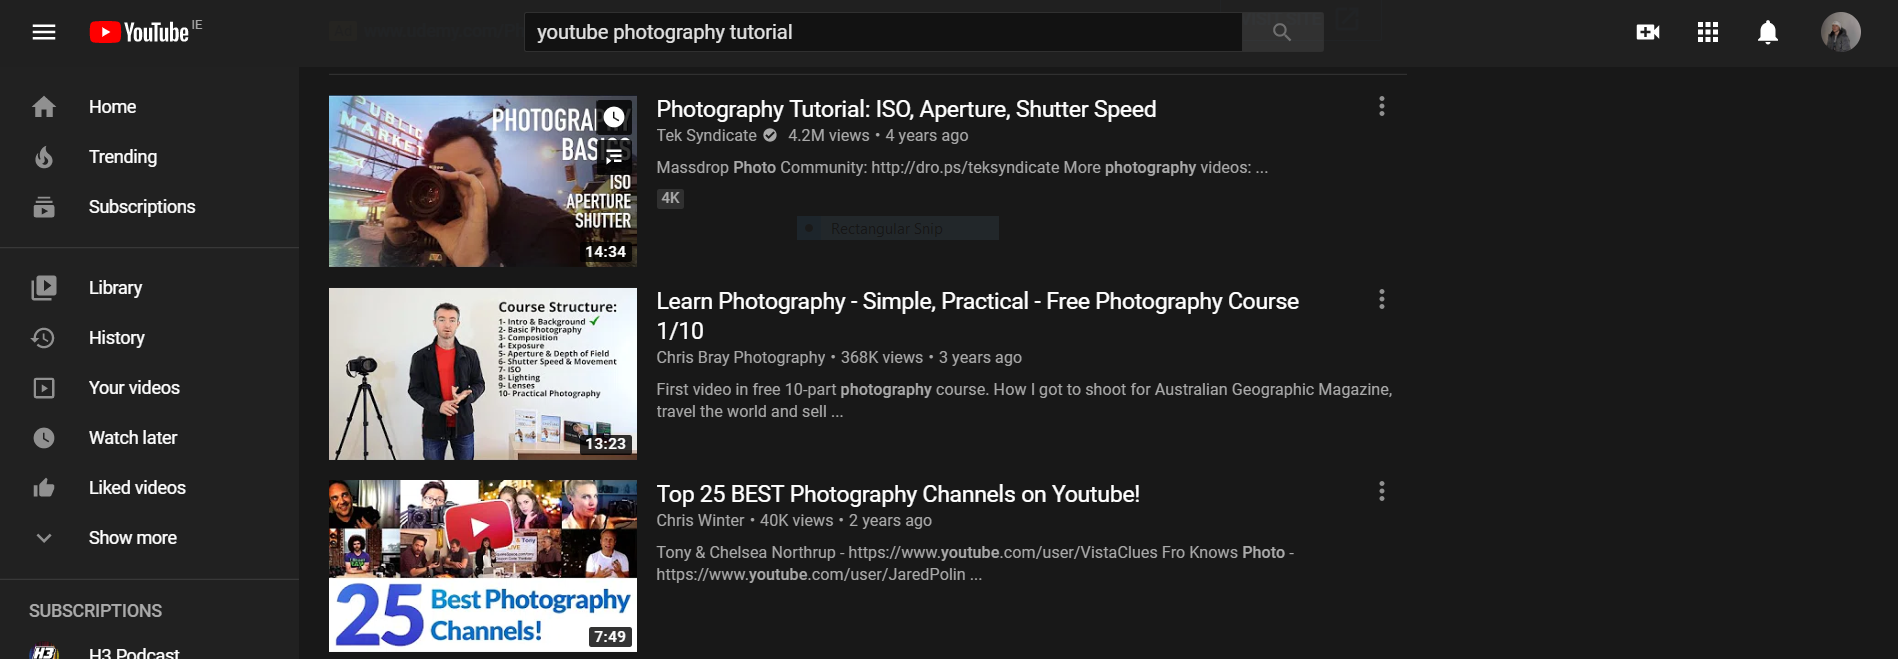 YouTube IE
youtube photography tutorial
Home
Trending
Subscriptions
Library
History
Your videos
Watch later
Liked videos
Show more
SUBSCRIPTIONS
H3 Podcast
PUBLIC
MARKET
PHOTOGRAPHY
BASICS
ISO
APERTURE
SHUTTER
14:34
Photography Tutorial: ISO, Aperture, Shutter Speed
Tek Syndicate 4.2M views • 4 years ago
Massdrop Photo Community: http://dro.ps/teksyndicate More photography videos: ...
4K
Rectangular Snip
Course Structure:
1- Intro & Background
2- Basic Photography
3- Composition
4- Exposure
5- Aperture & Depth of Field
6- Shutter Speed & Movement
7- ISO
8- Lighting
9- Lenses
10- Practical Photography
13:23
Learn Photography - Simple, Practical - Free Photography Course
1/10
Chris Bray Photography • 368K views • 3 years ago
First video in free 10-part photography course. How I got to shoot for Australian Geographic Magazine,
travel the world and sell ...
25 Best Photography
Channels!
7:49
Top 25 BEST Photography Channels on Youtube!
Chris Winter • 40K views • 2 years ago
Tony & Chelsea Northrup - https://www.youtube.com/user/VistaClues Fro Knows Photo -
https://www.youtube.com/user/JaredPolin ...
H3